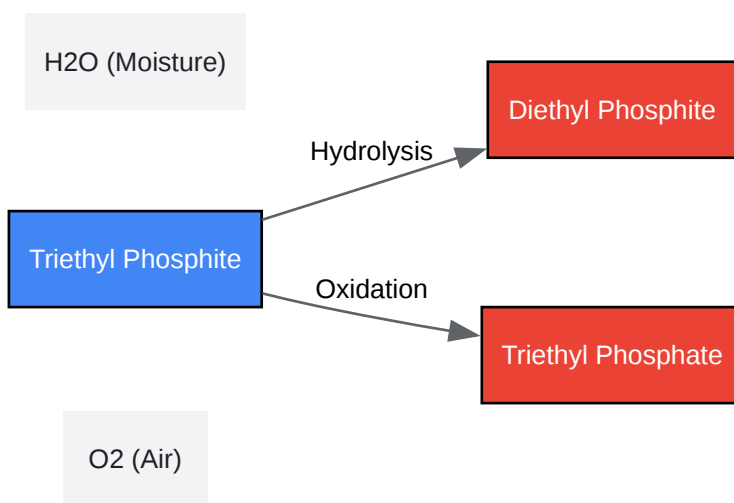 H2O (Moisture)
Diethyl Phosphite
Hydrolysis
Triethyl Phosphite
Oxidation
Triethyl Phosphate
O2 (Air)